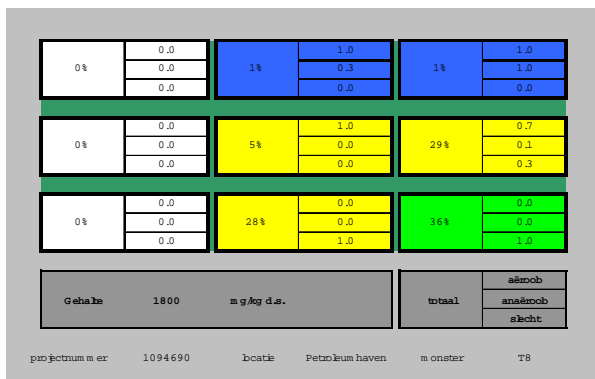 0.0 1.0 1.0
0% 0.0 1% 0.3 1% 1.0
0.0 0.0 0.0
0.0 1.0 0.7
0% 0.0 5% 0.0 29% 0.1
0.0 0.0 0.3
0.0 0.0 0.0
0% 0.0 28% 0.0 36% 0.0
0.0 1.0 1.0
aëroob
Gehalte 1800 mg/kg d.s. totaal anaëroob
slecht
projectnummer 1094690 locatie Petroleumhaven monster T8